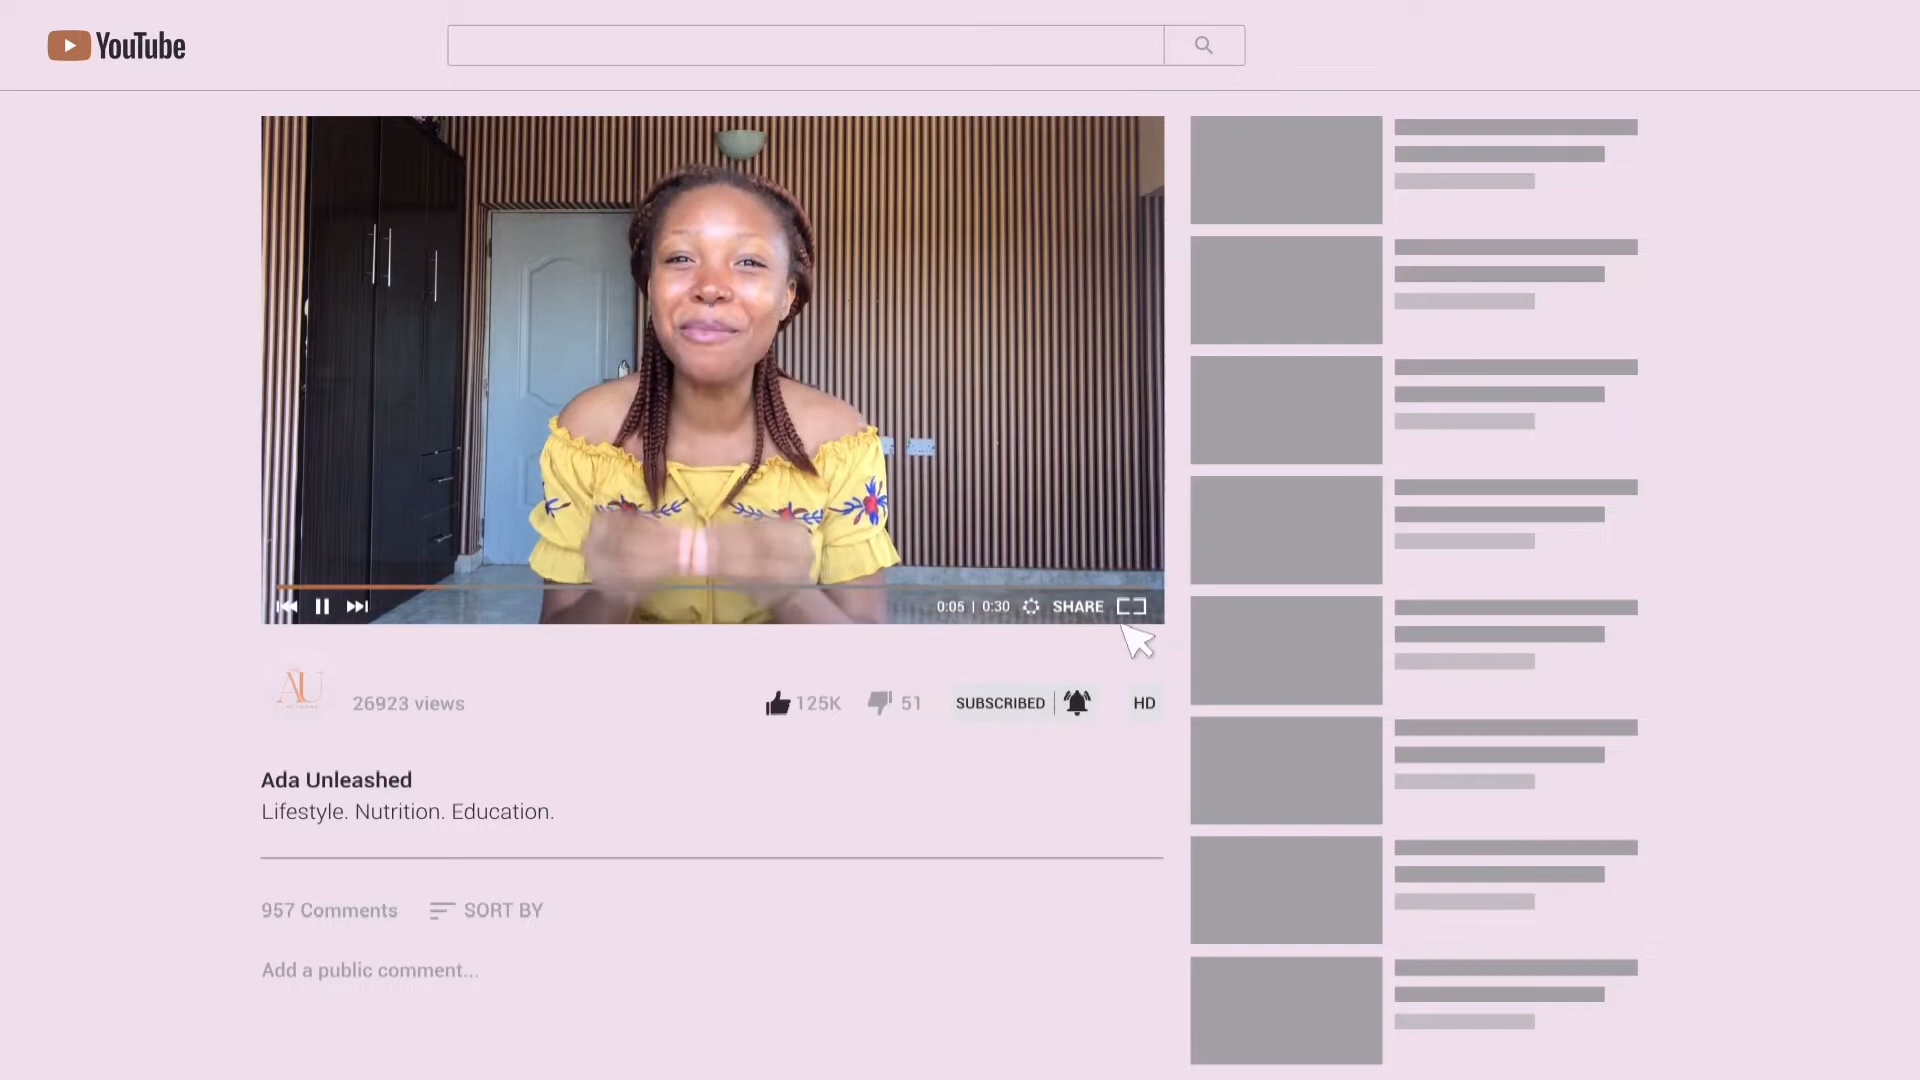 YouTube
0:05 | 0:30 SHARE
AU
26923 views
125K
51
SUBSCRIBED
HD
Ada Unleashed
Lifestyle. Nutrition. Education.
957 Comments
SORT BY
Add a public comment...